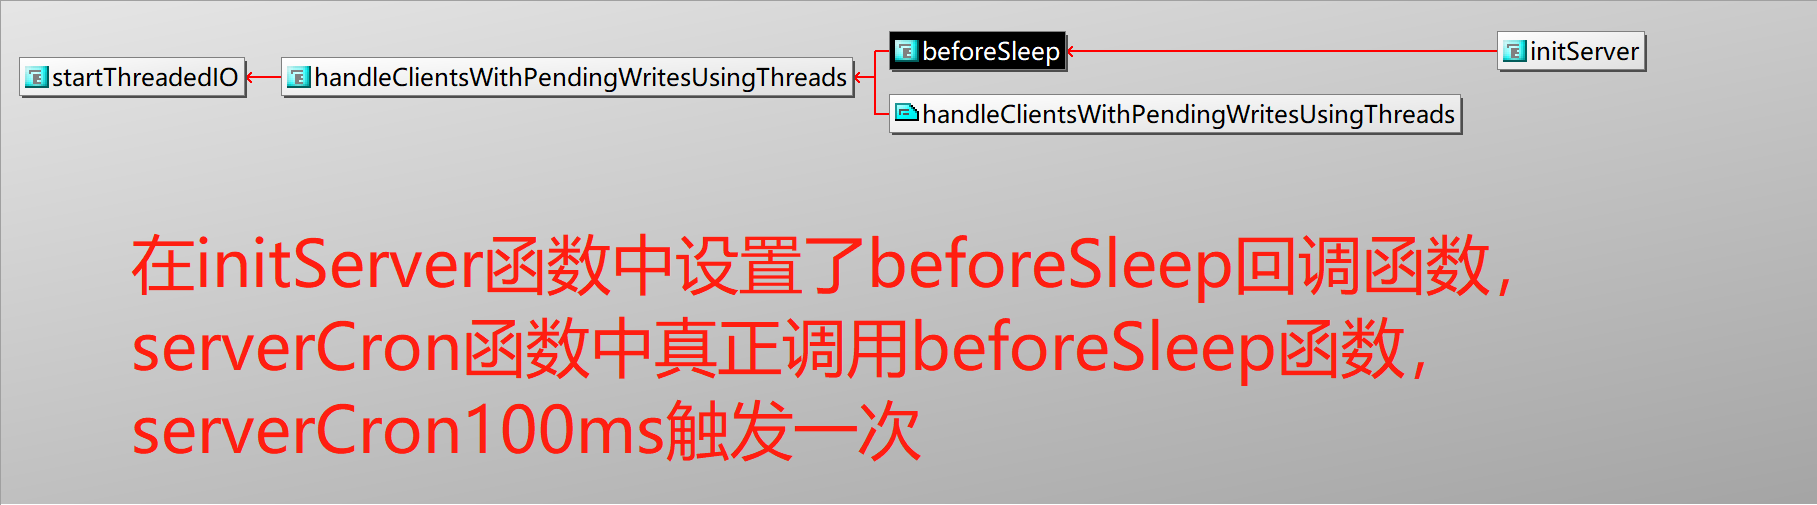 startThreadedIO
handleClientsWithPendingWritesUsingThreads
beforeSleep
initServer
handleClientsWithPendingWritesUsingThreads
在initServer函数中设置了beforeSleep回调函数，
serverCron函数中真正调用beforeSleep函数，
serverCron100ms触发一次